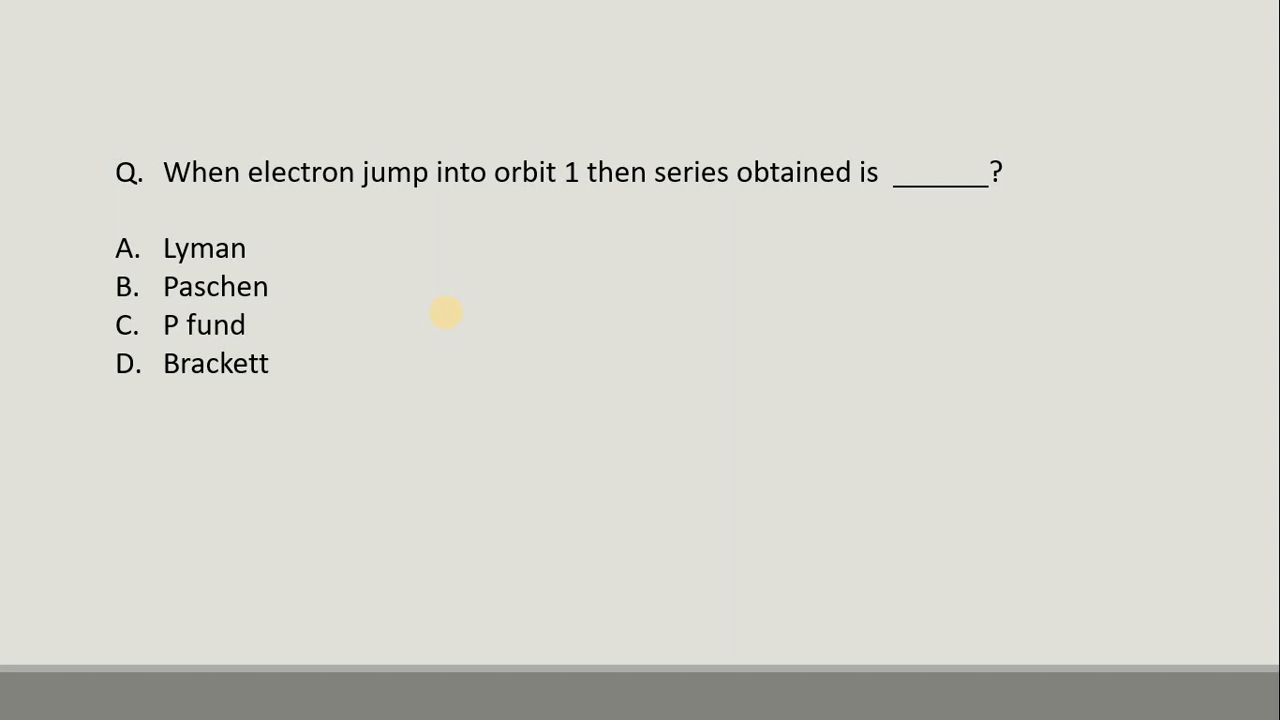 Q. When electron jump into orbit 1 then series obtained is ______?
A. Lyman
B. Paschen
C. P fund
D. Brackett